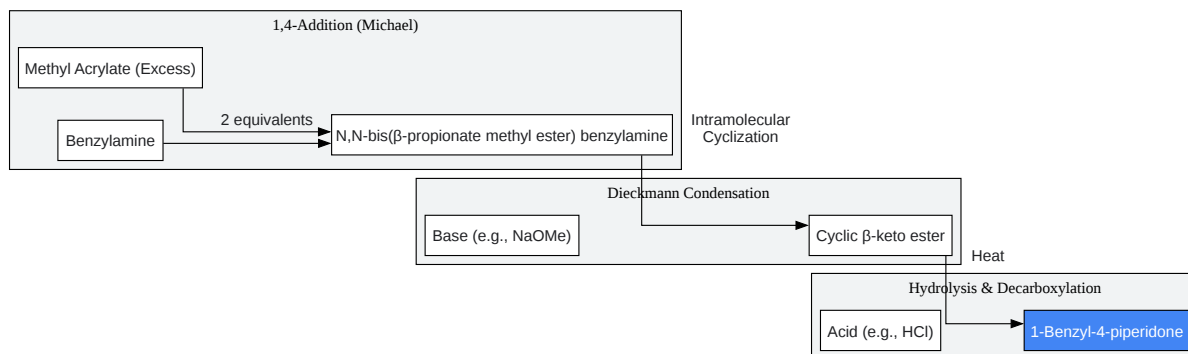 1,4-Addition (Michael)
Methyl Acrylate (Excess)
2 equivalents
Benzylamine
N,N-bis(β-propionate methyl ester) benzylamine
Intramolecular
Cyclization
Dieckmann Condensation
Base (e.g., NaOMe)
Cyclic β-keto ester
Heat
Hydrolysis & Decarboxylation
Acid (e.g., HCl)
1-Benzyl-4-piperidone